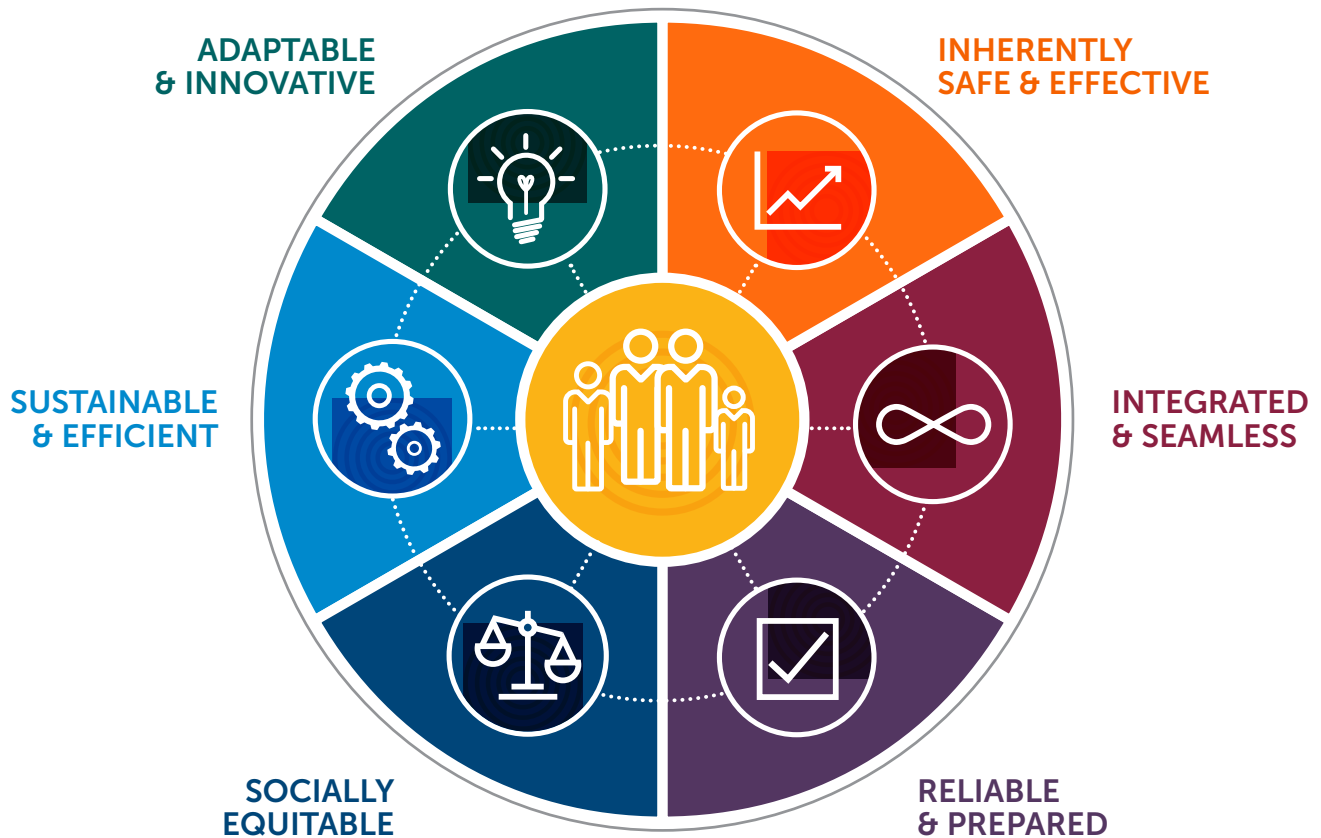 ADAPTABLE
& INNOVATIVE
INHERENTLY
SAFE & EFFECTIVE
SUSTAINABLE
& EFFICIENT
INTEGRATED
& SEAMLESS
SOCIALLY
EQUITABLE
RELIABLE
& PREPARED